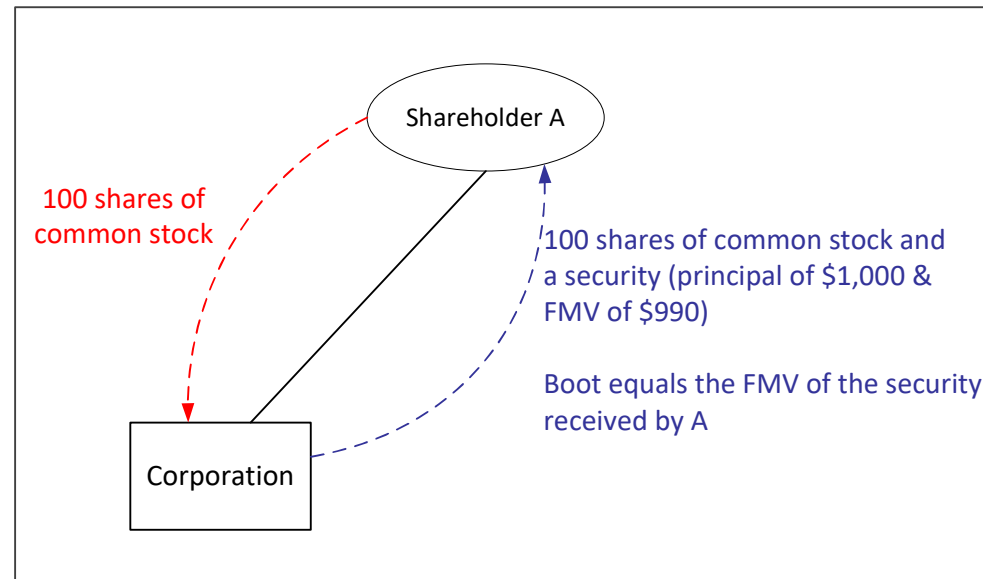 Shareholder A
100 shares of
common stock
100 shares of common stock and
a security (principal of $1,000 &
FMV of $990)
Boot equals the FMV of the security
received by A
Corporation